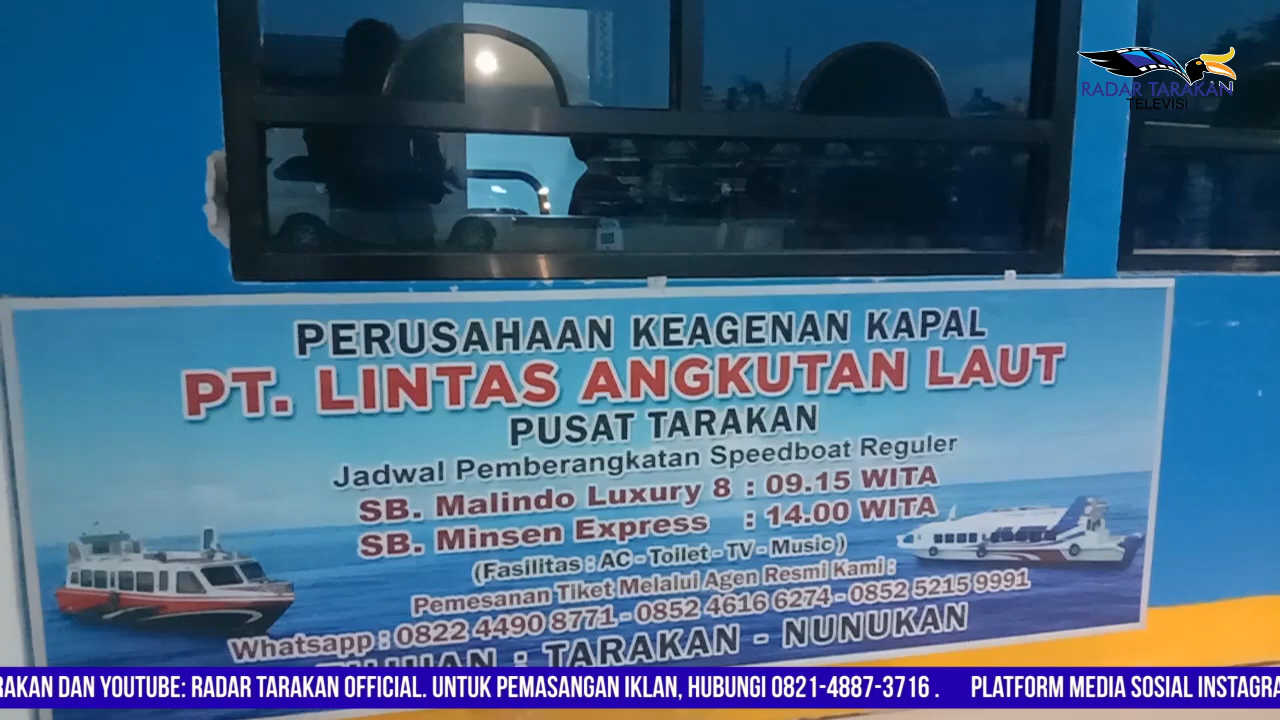 RADAR TARAKAN
TELEVISI
PERUSAHAAN KEAGENAN KAPAL
PT. LINTAS ANGKUTAN LAUT
PUSAT TARAKAN
Jadwal Pemberangkatan Speedboat Reguler
SB. Malindo Luxury 8 : 09.15 WITA
SB. Minsen Express : 14.00 WITA
(Fasilitas : AC - Toilet - TV - Music)
Pemesanan Tiket Melalui Agen Resmi Kami :
Whatsapp : 0822 4490 8771 - 0852 4616 6274 - 0852 5215 9991
TUJUAN : TARAKAN - NUNUKAN
RAKAN DAN YOUTUBE: RADAR TARAKAN OFFICIAL. UNTUK PEMASANGAN IKLAN, HUBUNGI 0821-4887-3716 . PLATFORM MEDIA SOSIAL INSTAGRA